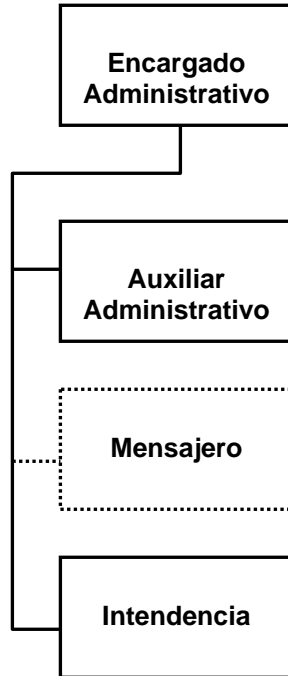 Encargado
Administrativo
Auxiliar
Administrativo
Mensajero
Intendencia